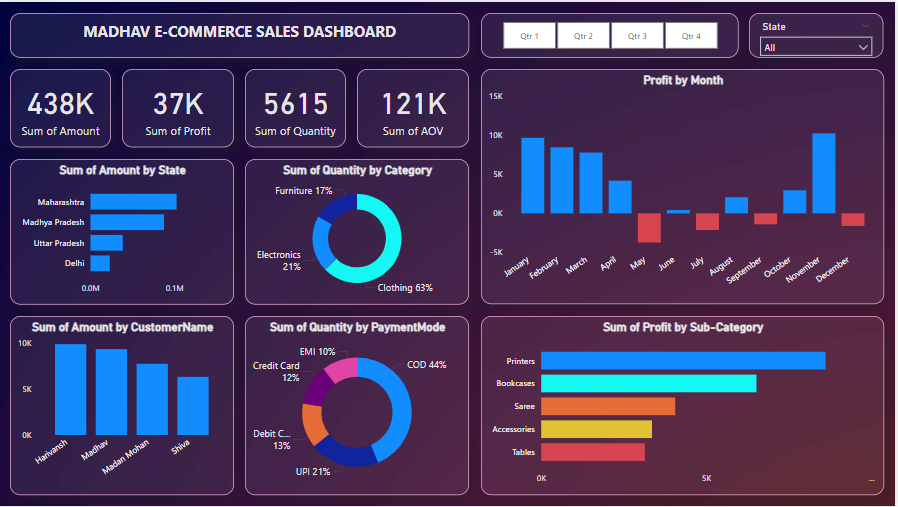 MADHAV E-COMMERCE SALES DASHBOARD
Qtr 1
Qtr 2
Qtr 3
Qtr 4
State
All
438K
Sum of Amount
37K
Sum of Profit
5615
Sum of Quantity
121K
Sum of AOV
Profit by Month
15K
10K
5K
0K
-5K
January
February
March
April
May
June
July
August
September
October
November
December
Sum of Amount by State
Maharashtra
Madhya Pradesh
Uttar Pradesh
Delhi
0.0M
0.1M
Sum of Quantity by Category
Furniture 17%
Electronics
21%
Clothing 63%
Sum of Amount by CustomerName
10K
5K
0K
Harivansh
Madhav
Madan Mohan
Shiva
Sum of Quantity by PaymentMode
EMI 10%
Credit Card
12%
Debit C...
13%
UPI 21%
COD 44%
Sum of Profit by Sub-Category
Printers
Bookcases
Saree
Accessories
Tables
0K
5K
...